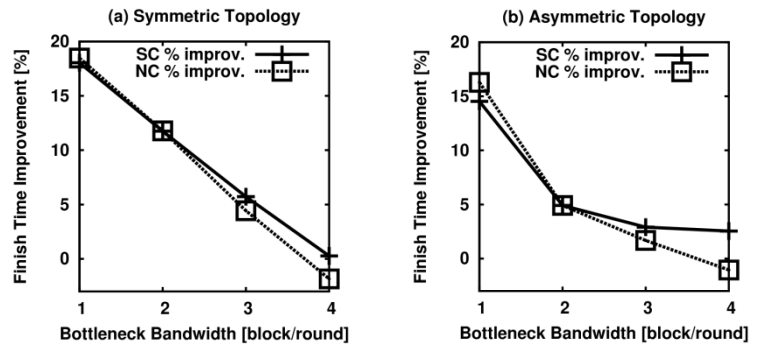 (a) Symmetric Topology
Finish Time Improvement [%]
20
15
10
5
0
SC % improv.
NC % improv.
1 2 3 4
Bottleneck Bandwidth [block/round]
(b) Asymmetric Topology
Finish Time Improvement [%]
20
15
10
5
0
SC % improv.
NC % improv.
1 2 3 4
Bottleneck Bandwidth [block/round]